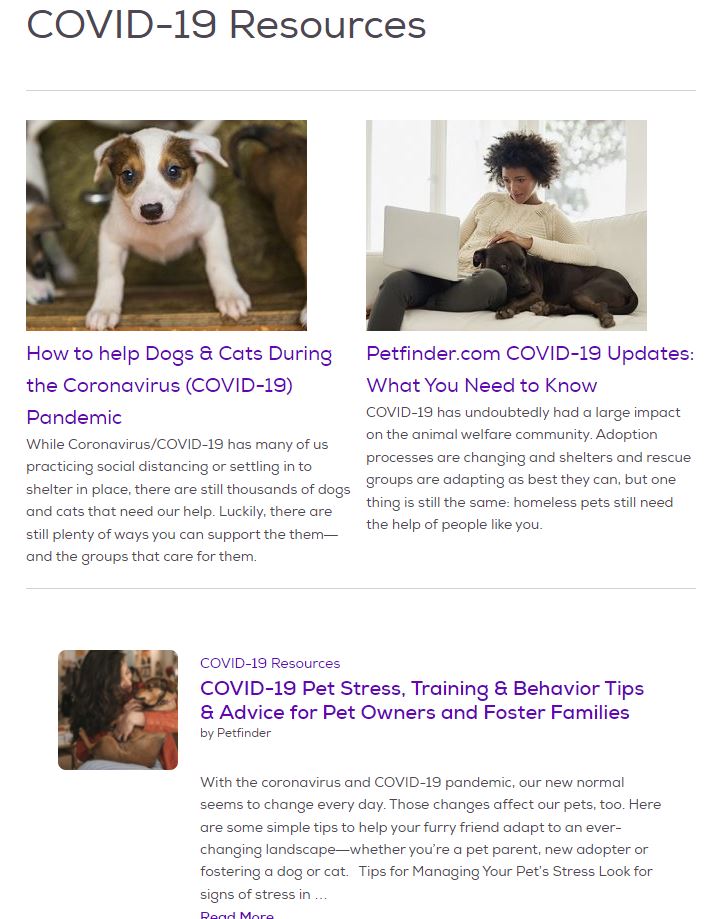 COVID-19 Resources
How to help Dogs & Cats During
the Coronavirus (COVID-19)
Pandemic
While Coronavirus/COVID-19 has many of us
practicing social distancing or settling in to
shelter in place, there are still thousands of dogs
and cats that need our help. Luckily, there are
still plenty of ways you can support the them—
and the groups that care for them.
Petfinder.com COVID-19 Updates:
What You Need to Know
COVID-19 has undoubtedly had a large impact
on the animal welfare community. Adoption
processes are changing and shelters and rescue
groups are adapting as best they can, but one
thing is still the same: homeless pets still need
the help of people like you.
COVID-19 Resources
COVID-19 Pet Stress, Training & Behavior Tips
& Advice for Pet Owners and Foster Families
by Petfinder
With the coronavirus and COVID-19 pandemic, our new normal
seems to change every day. Those changes affect our pets, too. Here
are some simple tips to help your furry friend adapt to an ever-
changing landscape—whether you're a pet parent, new adopter or
fostering a dog or cat. Tips for Managing Your Pet's Stress Look for
signs of stress in …
Read More